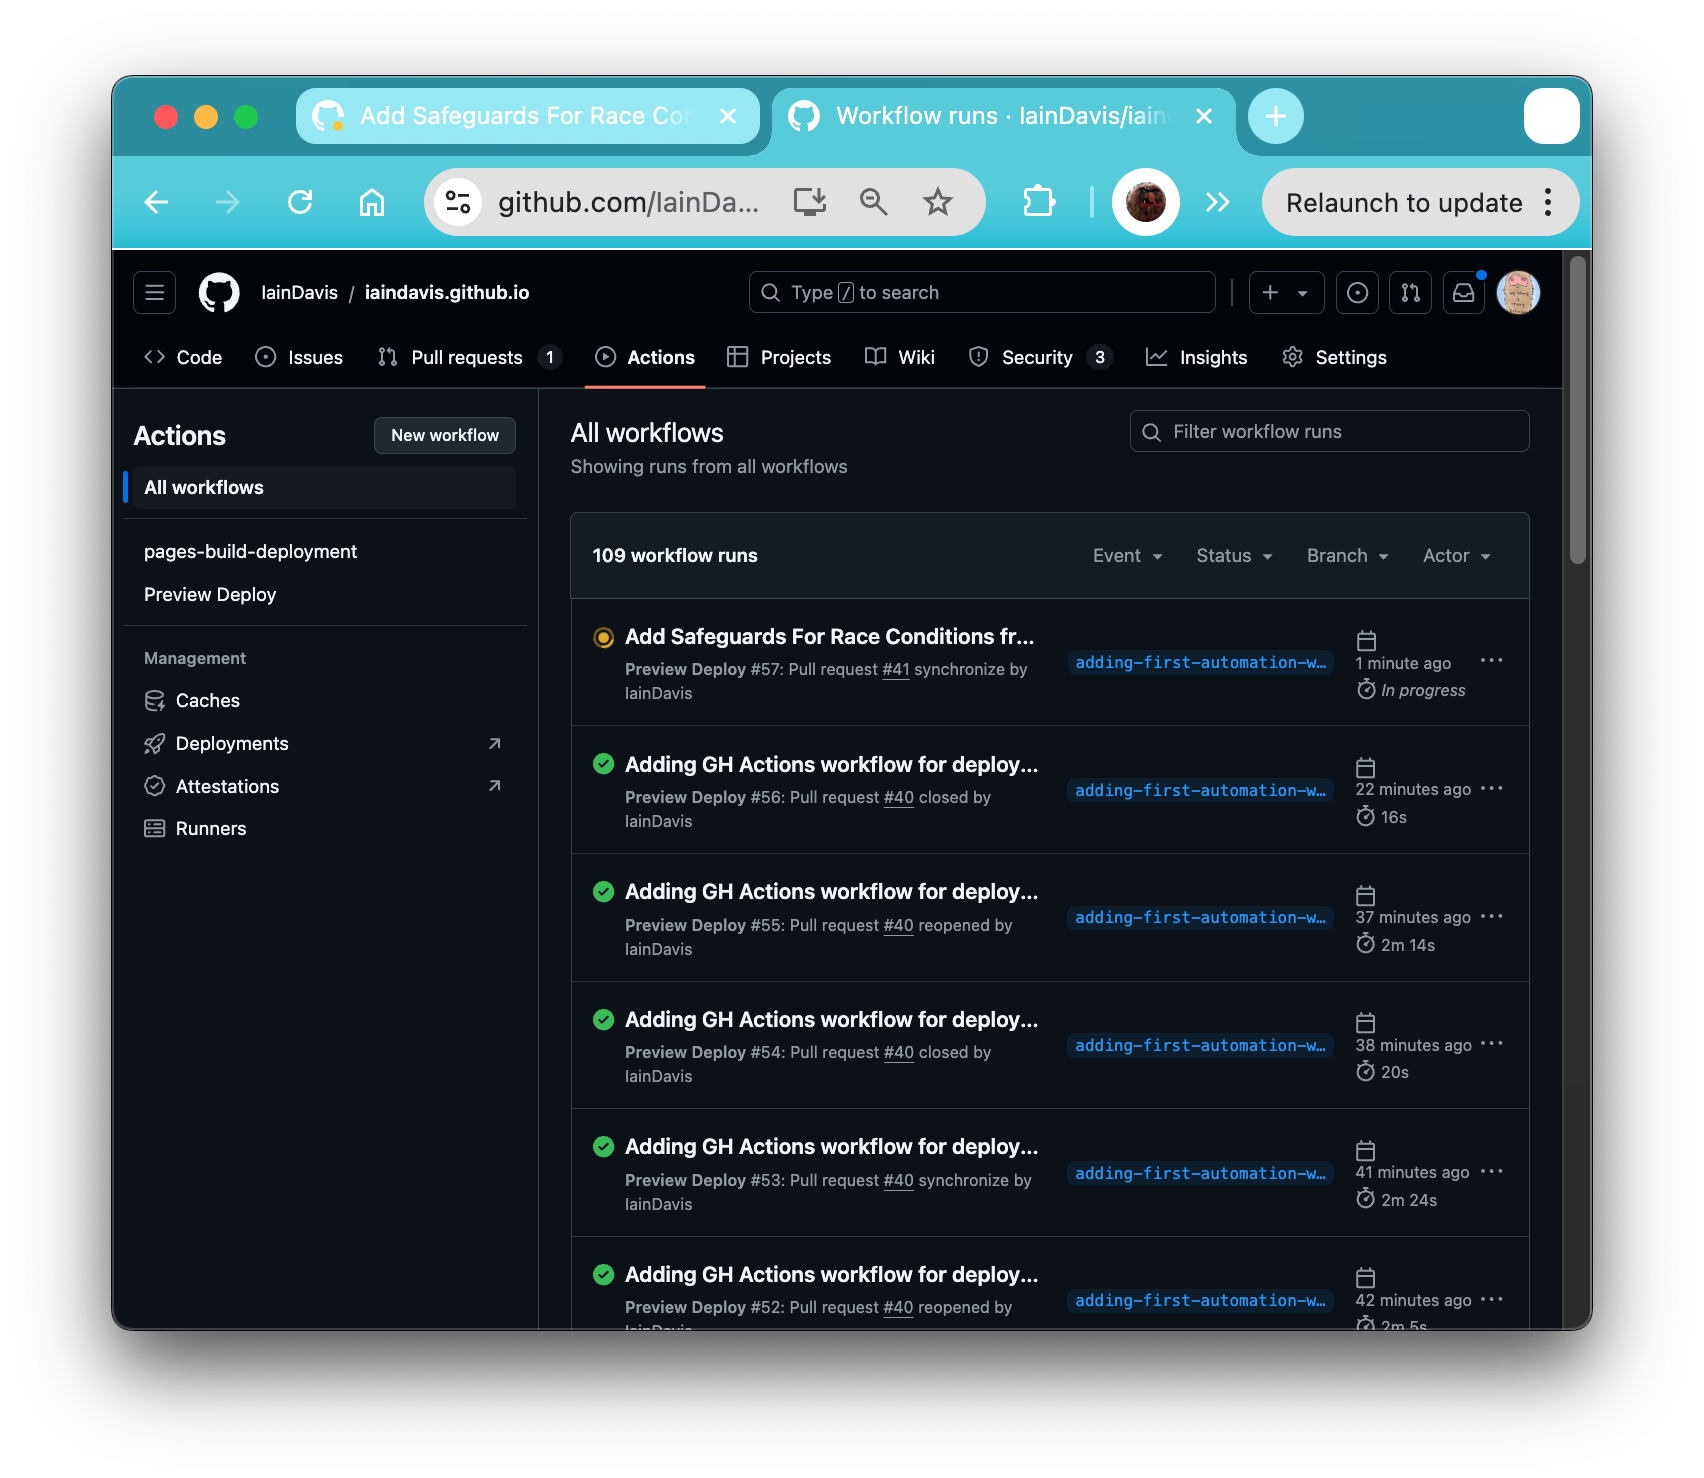 Add Safeguards For Race Con
Workflow runs · IainDavis/iaind
github.com/IainDa...
Relaunch to update
IainDavis / iaindavis.github.io
Type / to search
Code
Issues
Pull requests 1
Actions
Projects
Wiki
Security 3
Insights
Settings
Actions
New workflow
All workflows
pages-build-deployment
Preview Deploy
Management
Caches
Deployments
Attestations
Runners
All workflows
Showing runs from all workflows
Filter workflow runs
109 workflow runs
Event
Status
Branch
Actor
Add Safeguards For Race Conditions fr...
Preview Deploy #57: Pull request #41 synchronize by
IainDavis
adding-first-automation-w…
1 minute ago
In progress
Adding GH Actions workflow for deploy...
Preview Deploy #56: Pull request #40 closed by
IainDavis
adding-first-automation-w…
22 minutes ago
16s
Adding GH Actions workflow for deploy...
Preview Deploy #55: Pull request #40 reopened by
IainDavis
adding-first-automation-w…
37 minutes ago
2m 14s
Adding GH Actions workflow for deploy...
Preview Deploy #54: Pull request #40 closed by
IainDavis
adding-first-automation-w…
38 minutes ago
20s
Adding GH Actions workflow for deploy...
Preview Deploy #53: Pull request #40 synchronize by
IainDavis
adding-first-automation-w…
41 minutes ago
2m 24s
Adding GH Actions workflow for deploy...
Preview Deploy #52: Pull request #40 reopened by
IainDavis
adding-first-automation-w…
42 minutes ago
2m 5s